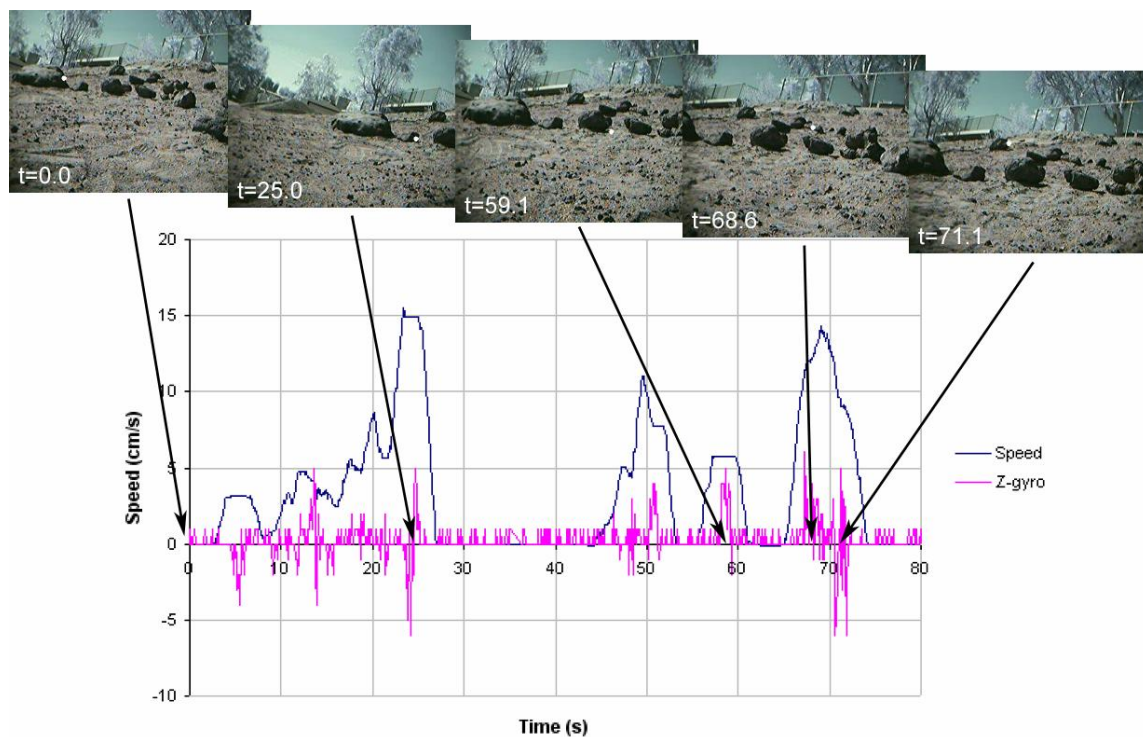 t=0.0
t=25.0
t=59.1
t=68.6
t=71.1
20
15
10
5
0
-5
-10
0 10 20 30 40 50 60 70 80
Speed (cm/s)
Time (s)
Speed
Z-gyro